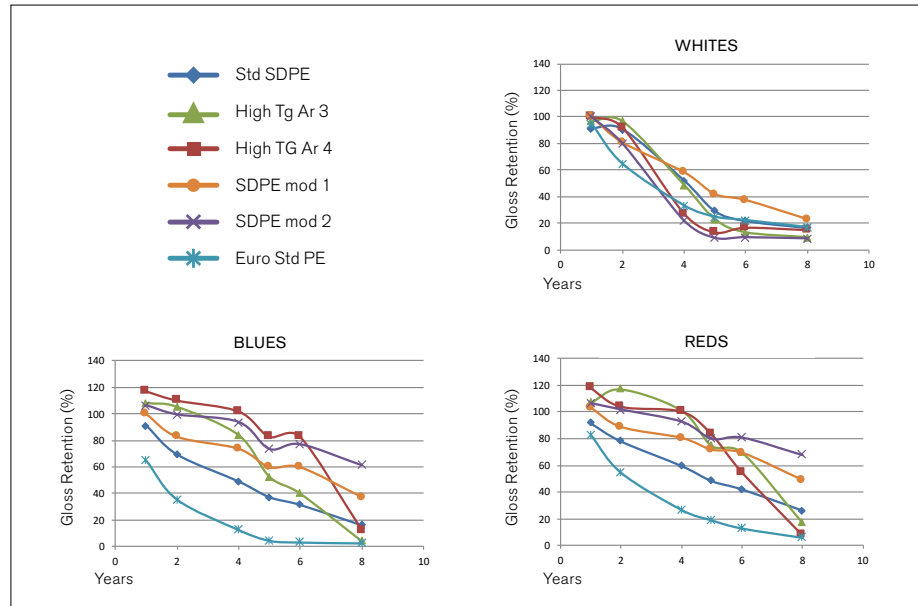 Std SDPE
High Tg Ar 3
High TG Ar 4
SDPE mod 1
SDPE mod 2
Euro Std PE
WHITES
Gloss Retention (%)
140
120
100
80
60
40
20
0
0 2 4 6 8 10
Years
BLUES
Gloss Retention (%)
140
120
100
80
60
40
20
0
0 2 4 6 8 10
Years
REDS
Gloss Retention (%)
140
120
100
80
60
40
20
0
0 2 4 6 8 10
Years